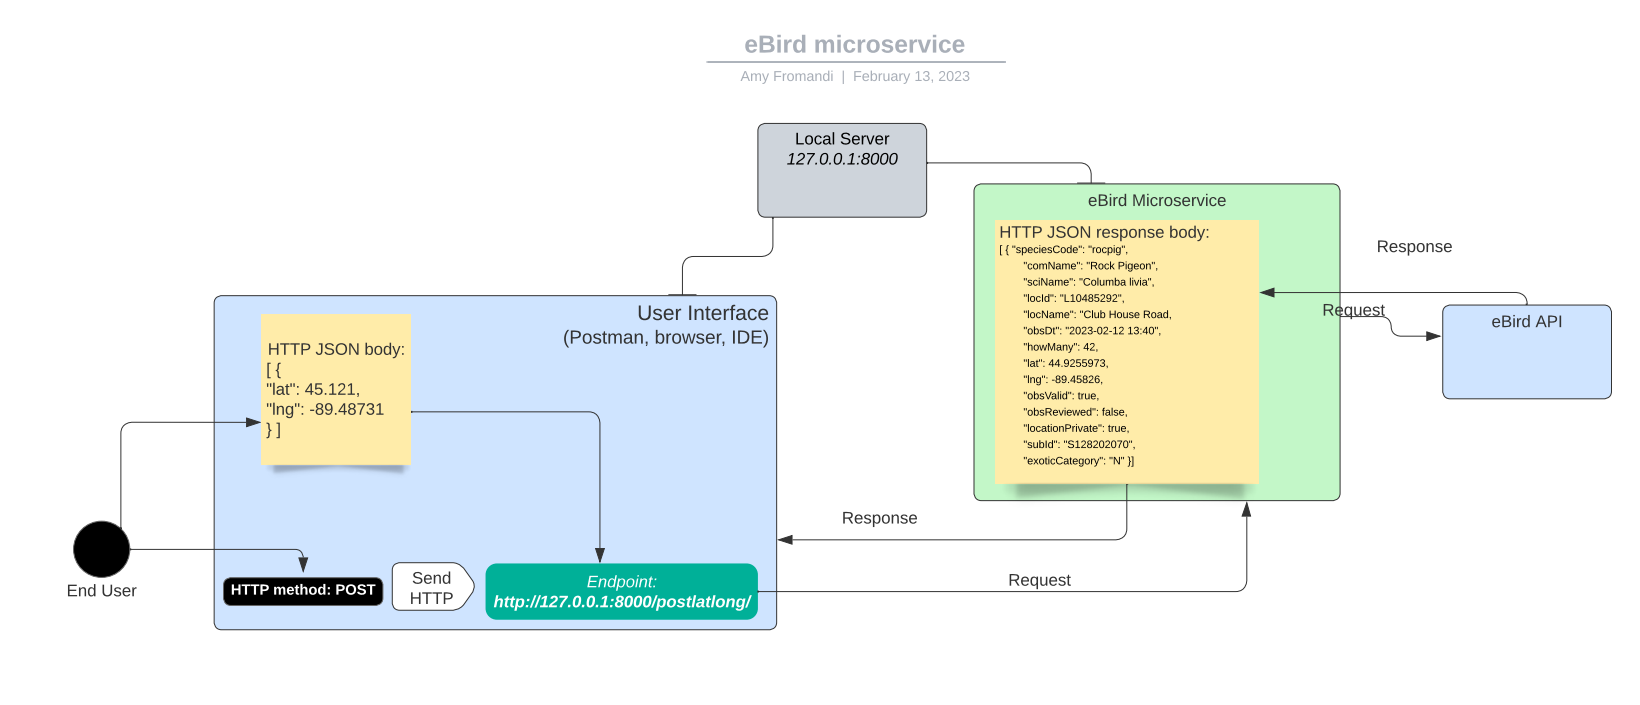 eBird microservice
Amy Fromandi | February 13, 2023
Local Server
127.0.0.1:8000
eBird Microservice
HTTP JSON response body:
[ { "speciesCode": "rocpig",
"comName": "Rock Pigeon",
"sciName": "Columba livia",
"locId": "L10485292",
"locName": "Club House Road,
"obsDt": "2023-02-12 13:40",
"howMany": 42,
"lat": 44.9255973,
"lng": -89.45826,
"obsValid": true,
"obsReviewed": false,
"locationPrivate": true,
"subId": "S128202070",
"exoticCategory": "N" }]
Response
Request
eBird API
User Interface
(Postman, browser, IDE)
HTTP JSON body:
[ {
"lat": 45.121,
"lng": -89.48731
} ]
End User
HTTP method: POST
Send
HTTP
Endpoint:
http://127.0.0.1:8000/postlatlong/
Response
Request